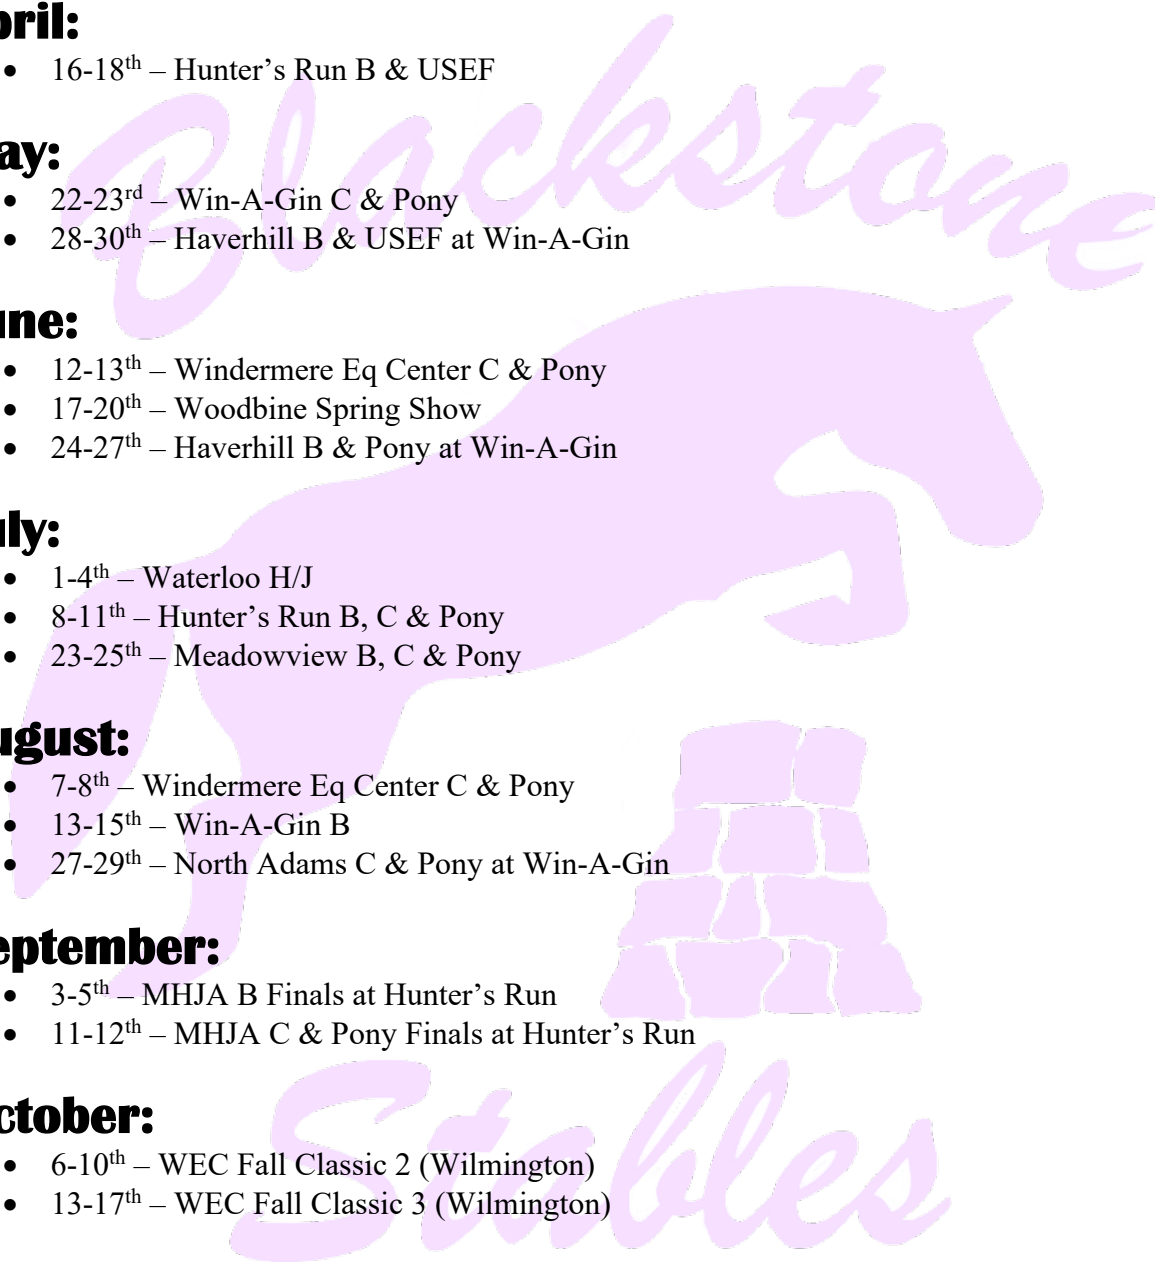 pril:
• 16-18th – Hunter’s Run B & USEF
Blackstone
ay:
• 22-23rd – Win-A-Gin C & Pony
• 28-30th – Haverhill B & USEF at Win-A-Gin
une:
• 12-13th – Windermere Eq Center C & Pony
• 17-20th – Woodbine Spring Show
• 24-27th – Haverhill B & Pony at Win-A-Gin
uly:
• 1-4th – Waterloo H/J
• 8-11th – Hunter’s Run B, C & Pony
• 23-25th – Meadowview B, C & Pony
ugust:
• 7-8th – Windermere Eq Center C & Pony
• 13-15th – Win-A-Gin B
• 27-29th – North Adams C & Pony at Win-A-Gin
eptember:
• 3-5th – MHJA B Finals at Hunter’s Run
• 11-12th – MHJA C & Pony Finals at Hunter’s Run
ctober:
• 6-10th – WEC Fall Classic 2 (Wilmington)
• 13-17th – WEC Fall Classic 3 (Wilmington)
Stables